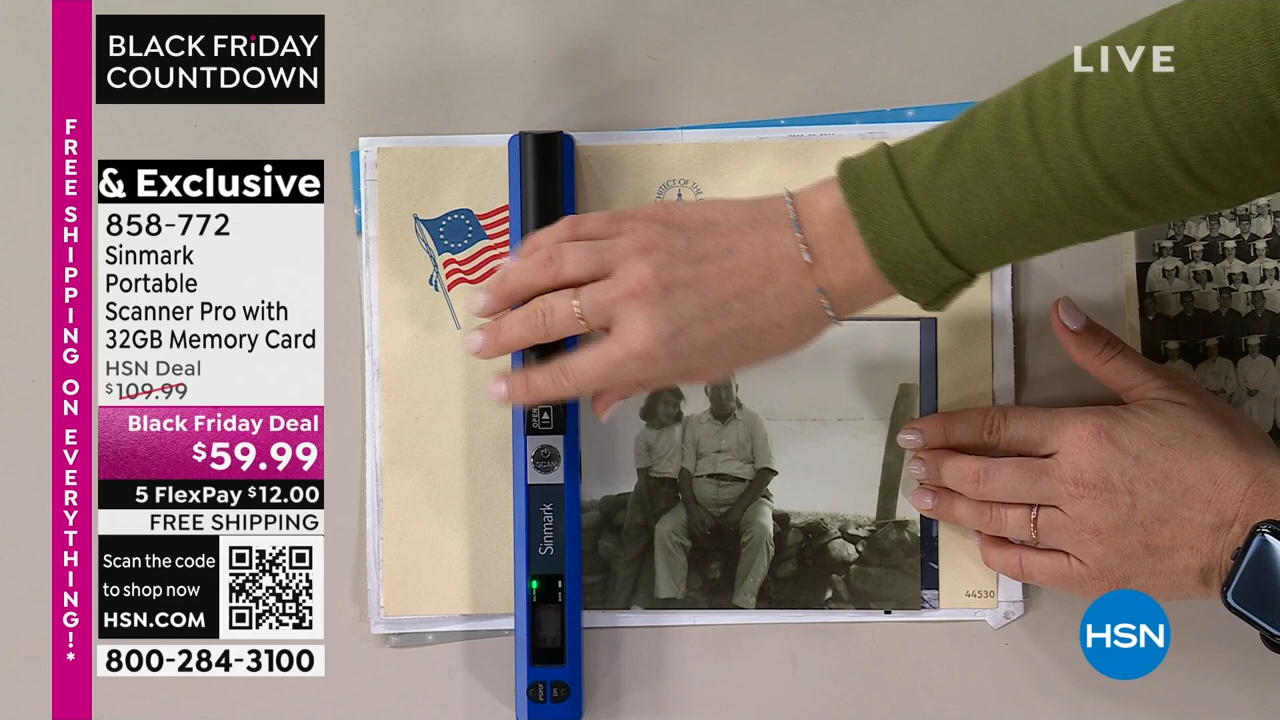 BLACK FRiDAY
COUNTDOWN
LIVE
FREE SHIPPING ON EVERYTHING!*
& Exclusive
858-772
Sinmark
Portable
Scanner Pro with
32GB Memory Card
HSN Deal
$109.99
Black Friday Deal
$59.99
5 FlexPay $12.00
FREE SHIPPING
Scan the code
to shop now
HSN.COM
800-284-3100
OPEN
SCAN
Sinmark
44530
HSN